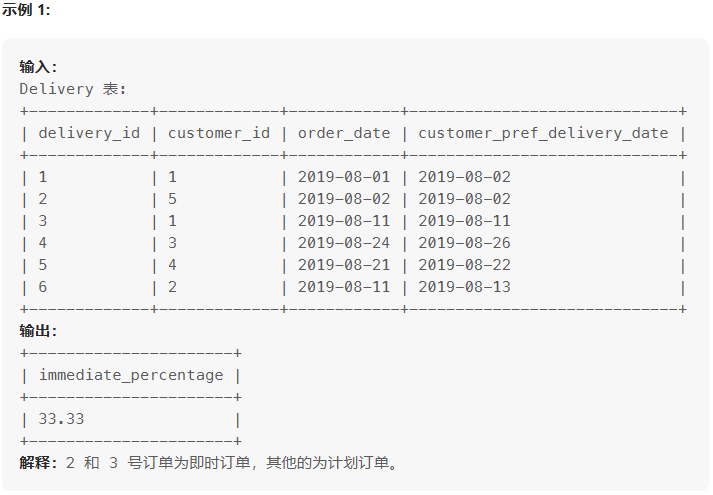 示例 1:
输入:
Delivery 表:
+-------------+-------------+------------+-----------------------------+
| delivery_id | customer_id | order_date | customer_pref_delivery_date |
+-------------+-------------+------------+-----------------------------+
| 1           | 1           | 2019-08-01 | 2019-08-02                  |
| 2           | 5           | 2019-08-02 | 2019-08-02                  |
| 3           | 1           | 2019-08-11 | 2019-08-11                  |
| 4           | 3           | 2019-08-24 | 2019-08-26                  |
| 5           | 4           | 2019-08-21 | 2019-08-22                  |
| 6           | 2           | 2019-08-11 | 2019-08-13                  |
+-------------+-------------+------------+-----------------------------+
输出:
+----------------------+
| immediate_percentage |
+----------------------+
| 33.33                |
+----------------------+
解释:2 和 3 号订单为即时订单,其他的为计划订单。